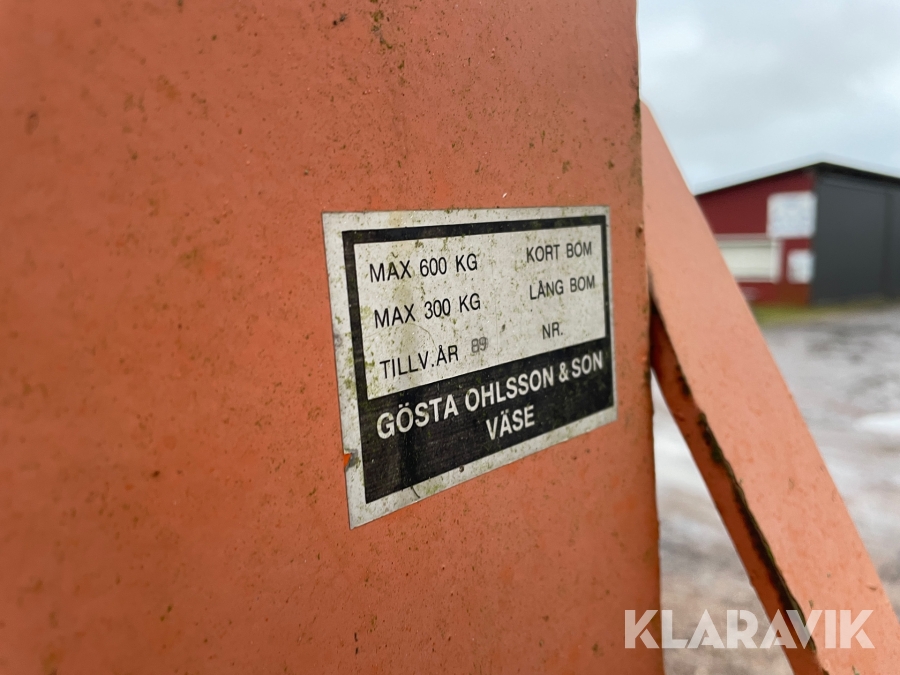 MAX 600 KG KORT BOM
MAX 300 KG LÅNG BOM
TILLV.ÅR 89 NR.
GÖSTA OHLSSON & SON
VÄSE
KLARAVIK